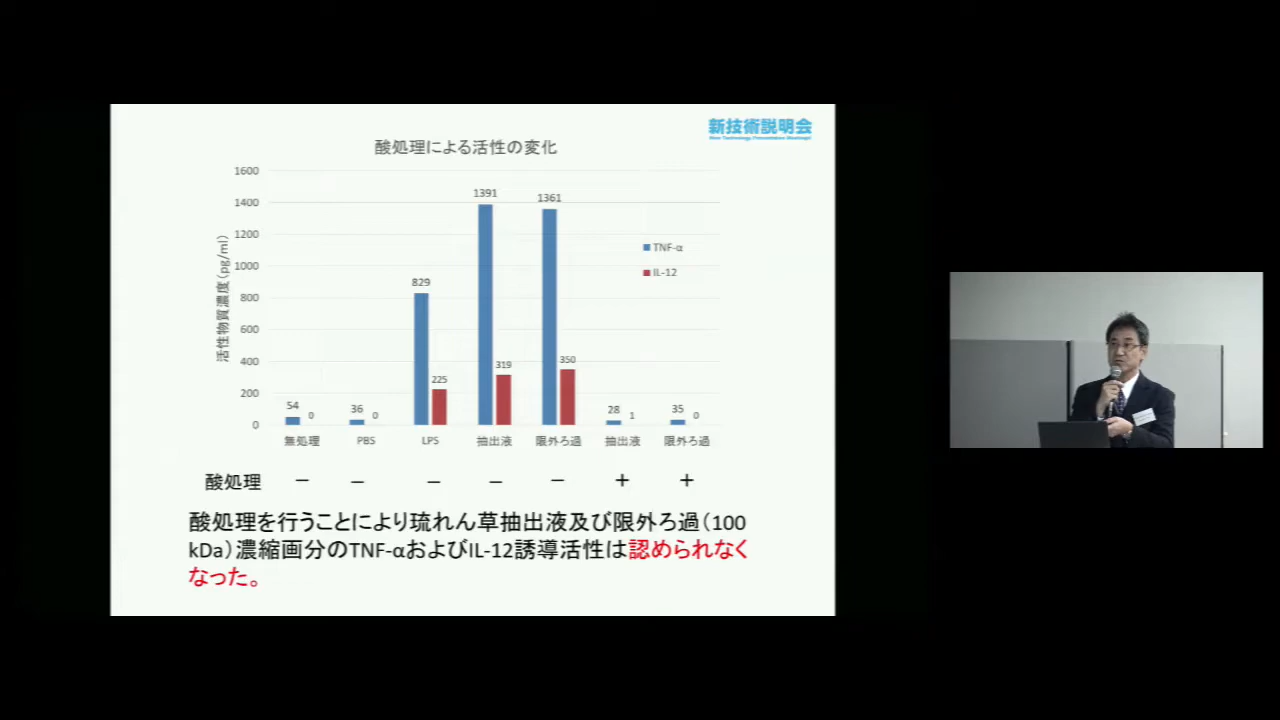 新技術説明会
New Technology Presentation Meetings!
酸処理による活性の変化
活性物質濃度(pg/ml)
1600
1400
1200
1000
800
600
400
200
0
54
0
36
0
829
225
1391
319
1361
350
28
1
35
0
TNF-α
IL-12
無処理 PBS LPS 抽出液 限外ろ過 抽出液 限外ろ過
酸処理 − − − − − + +
酸処理を行うことにより琉れん草抽出液及び限外ろ過(100
kDa)濃縮画分のTNF-αおよびIL-12誘導活性は認められなく
なった。